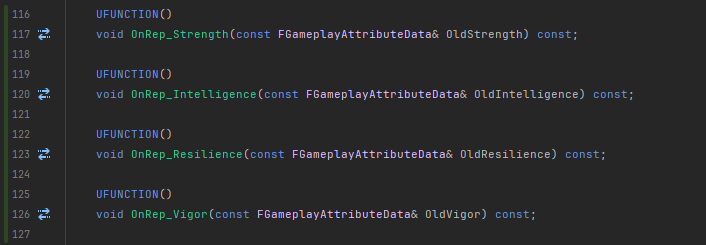 116 UFUNCTION()
117 void OnRep_Strength(const FGameplayAttributeData& OldStrength) const;
118
119 UFUNCTION()
120 void OnRep_Intelligence(const FGameplayAttributeData& OldIntelligence) const;
121
122 UFUNCTION()
123 void OnRep_Resilience(const FGameplayAttributeData& OldResilience) const;
124
125 UFUNCTION()
126 void OnRep_Vigor(const FGameplayAttributeData& OldVigor) const;
127